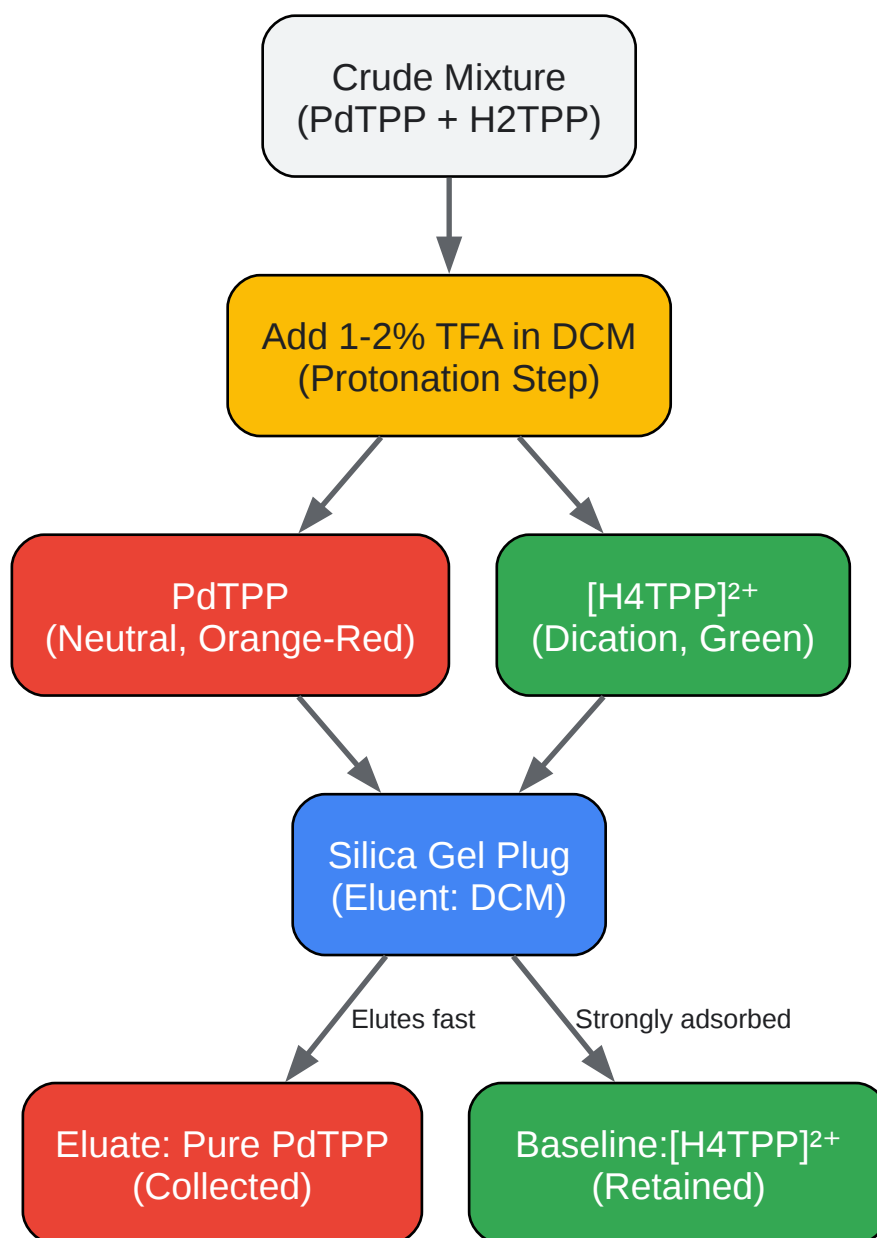 Crude Mixture
(PdTPP + H2TPP)
Add 1-2% TFA in DCM
(Protonation Step)
PdTPP
(Neutral, Orange-Red)
[H4TPP]²⁺
(Dication, Green)
Silica Gel Plug
(Eluent: DCM)
Elutes fast
Strongly adsorbed
Eluate: Pure PdTPP
(Collected)
Baseline:[H4TPP]²⁺
(Retained)